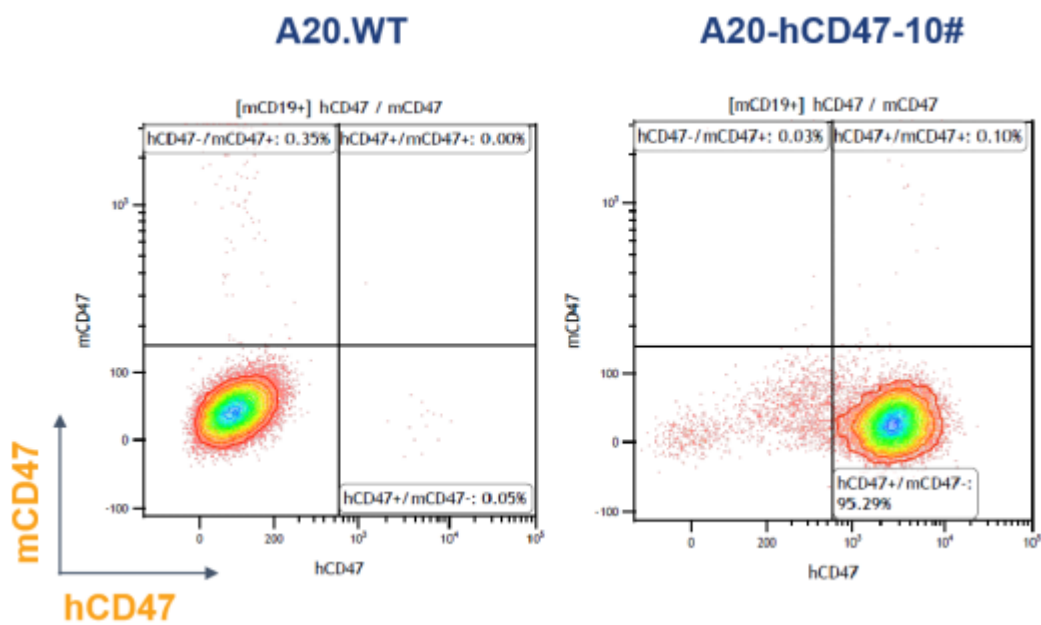 A20.WT
A20-hCD47-10#
[mCD19+] hCD47 / mCD47
hCD47-/mCD47+: 0.35%
hCD47+/mCD47+: 0.00%
10³
mCD47
100
0
-100
hCD47+/mCD47-: 0.05%
0
200
10³
10⁴
10⁵
hCD47
[mCD19+] hCD47 / mCD47
hCD47-/mCD47+: 0.03%
hCD47+/mCD47+: 0.10%
10³
mCD47
100
0
-100
hCD47+/mCD47-:
95.29%
0
200
10³
10⁴
10⁵
hCD47
mCD47
hCD47